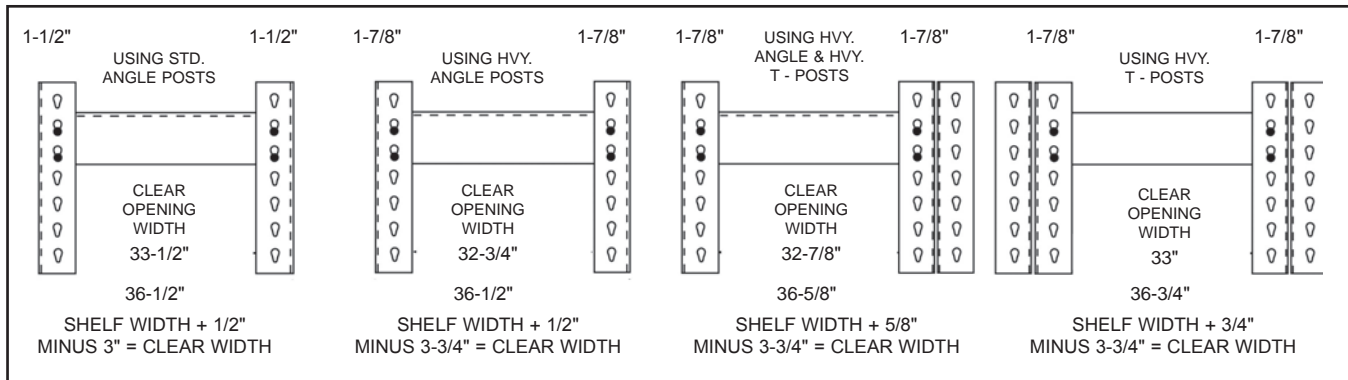 1-1/2"
1-1/2"
USING STD.
ANGLE POSTS
CLEAR
OPENING
WIDTH
33-1/2"
36-1/2"
SHELF WIDTH + 1/2"
MINUS 3" = CLEAR WIDTH
1-7/8"
1-7/8"
USING HVY.
ANGLE POSTS
CLEAR
OPENING
WIDTH
32-3/4"
36-1/2"
SHELF WIDTH + 1/2"
MINUS 3-3/4" = CLEAR WIDTH
1-7/8"
1-7/8"
USING HVY.
ANGLE & HVY.
T - POSTS
CLEAR
OPENING
WIDTH
32-7/8"
36-5/8"
SHELF WIDTH + 5/8"
MINUS 3-3/4" = CLEAR WIDTH
1-7/8"
1-7/8"
USING HVY.
T - POSTS
CLEAR
OPENING
WIDTH
33"
36-3/4"
SHELF WIDTH + 3/4"
MINUS 3-3/4" = CLEAR WIDTH